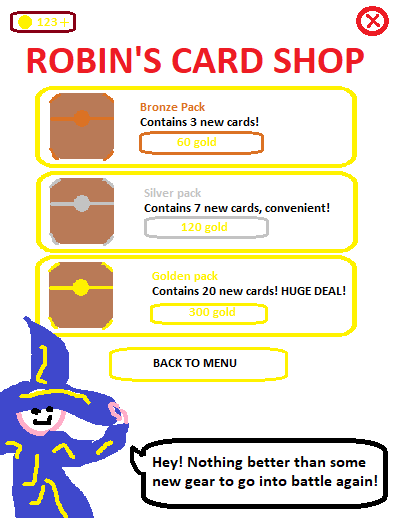 123+
ROBIN'S CARD SHOP
Bronze Pack
Contains 3 new cards!
60 gold
Silver pack
Contains 7 new cards, convenient!
120 gold
Golden pack
Contains 20 new cards! HUGE DEAL!
300 gold
BACK TO MENU
Hey! Nothing better than some
new gear to go into battle again!